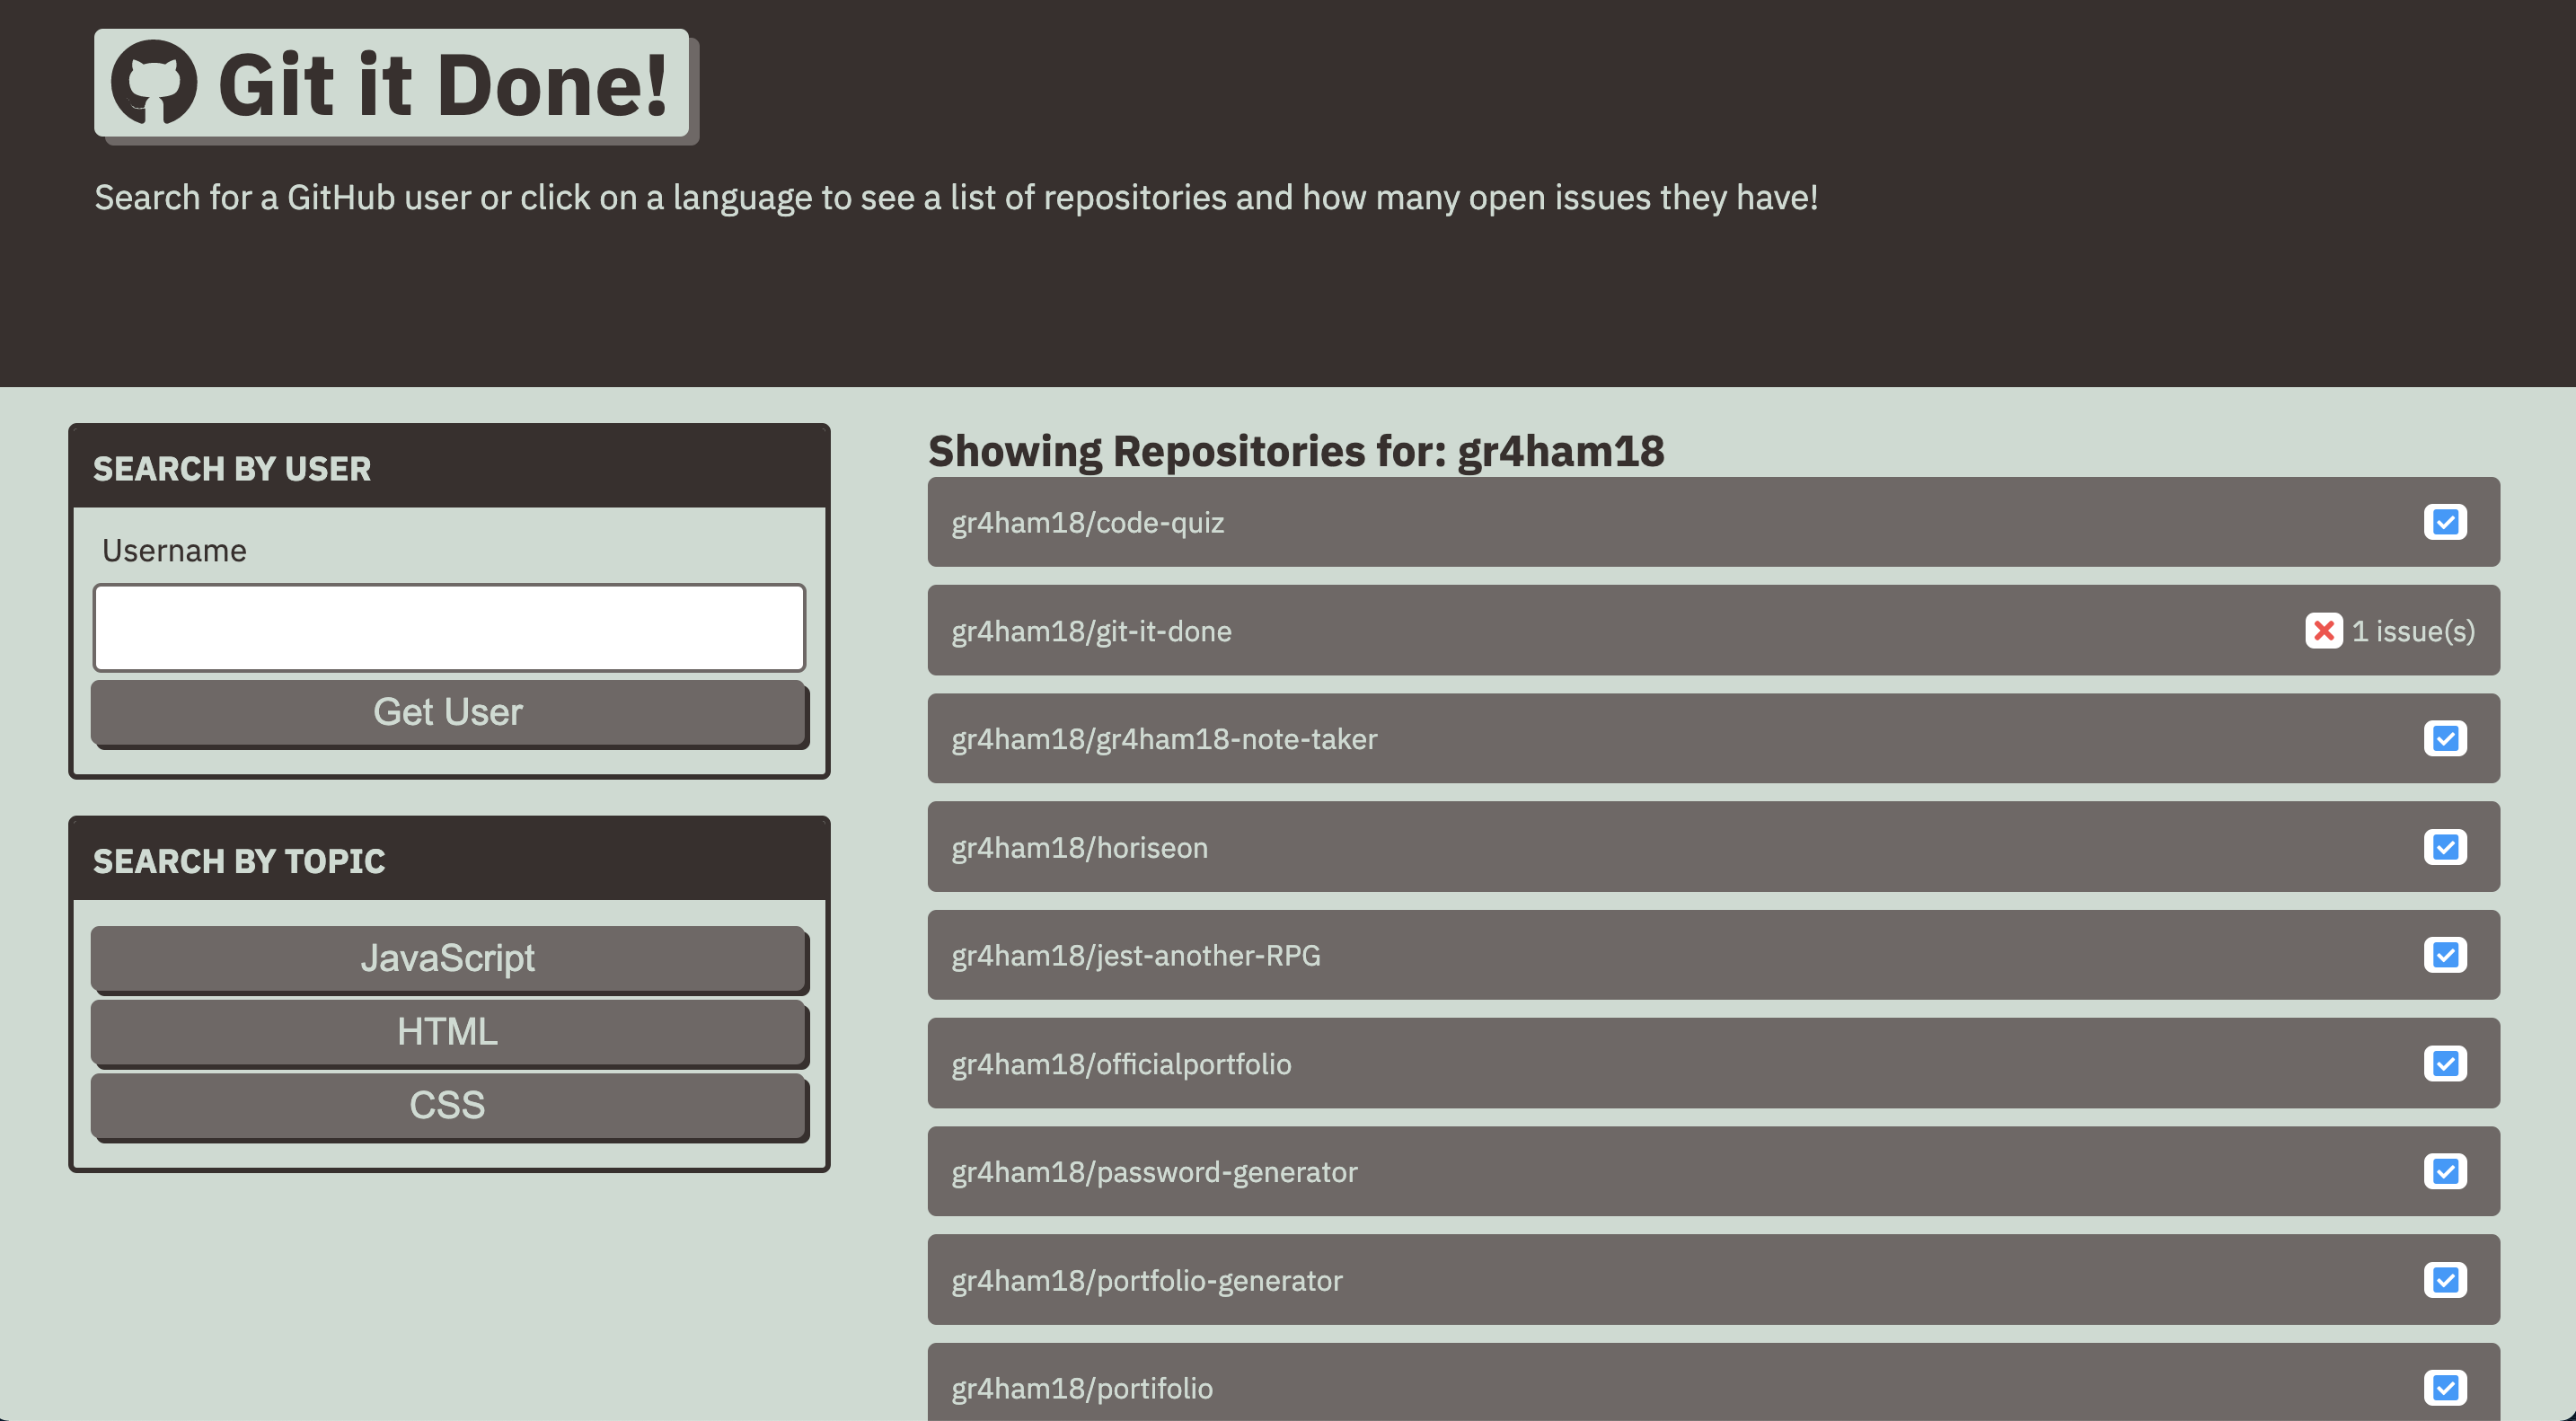 Git it Done!
Search for a GitHub user or click on a language to see a list of repositories and how many open issues they have!
SEARCH BY USER
Username
Get User
SEARCH BY TOPIC
JavaScript
HTML
CSS
Showing Repositories for: gr4ham18
gr4ham18/code-quiz
gr4ham18/git-it-done
1 issue(s)
gr4ham18/gr4ham18-note-taker
gr4ham18/horiseon
gr4ham18/jest-another-RPG
gr4ham18/officialportfolio
gr4ham18/password-generator
gr4ham18/portfolio-generator
gr4ham18/portifolio